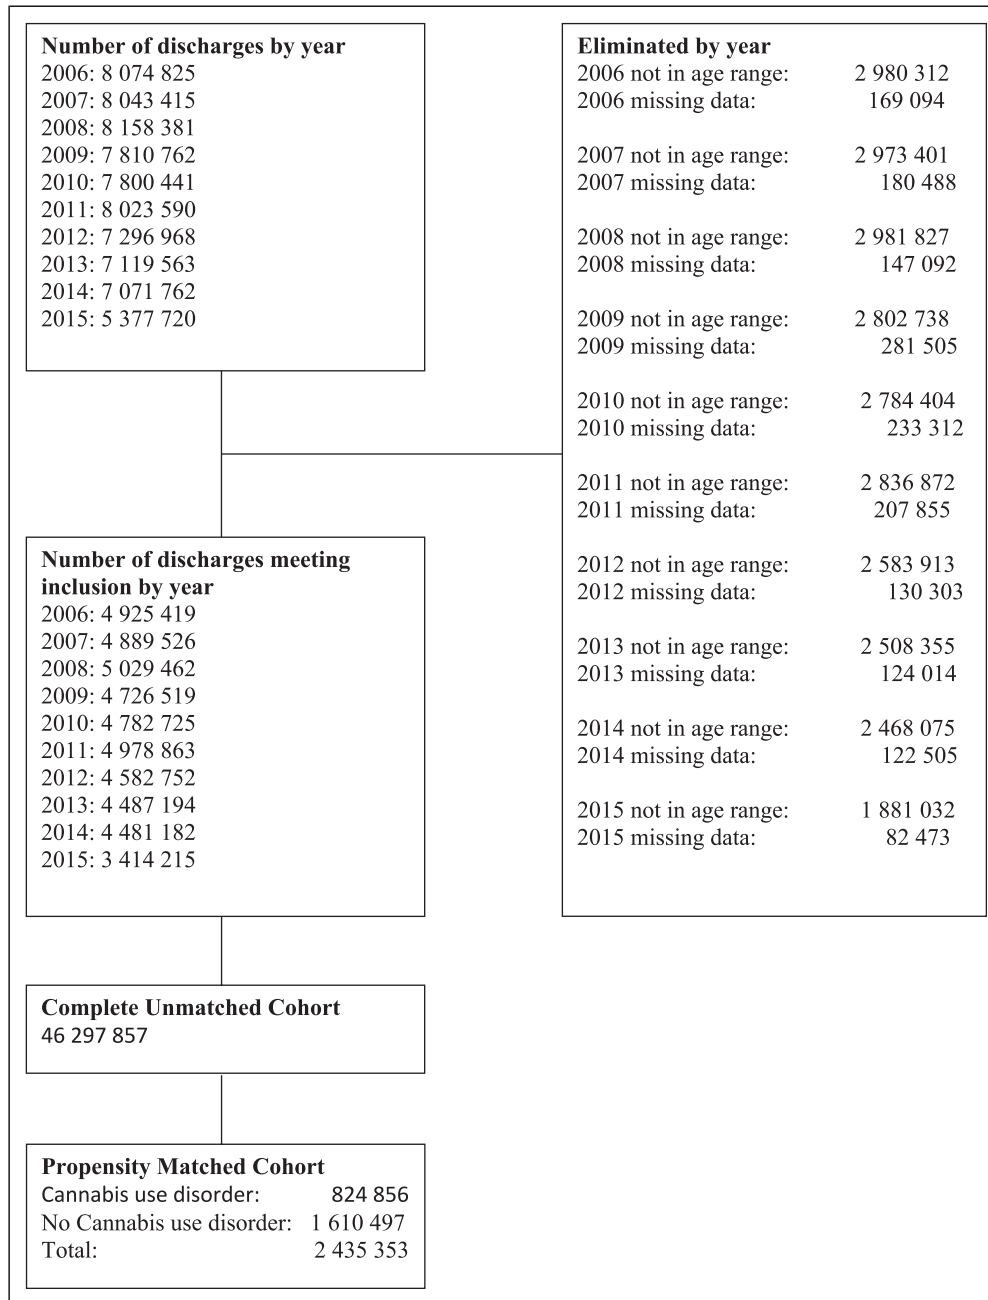 Number of discharges by year
2006: 8 074 825
2007: 8 043 415
2008: 8 158 381
2009: 7 810 762
2010: 7 800 441
2011: 8 023 590
2012: 7 296 968
2013: 7 119 563
2014: 7 071 762
2015: 5 377 720
Eliminated by year
2006 not in age range: 2 980 312
2006 missing data: 169 094
2007 not in age range: 2 973 401
2007 missing data: 180 488
2008 not in age range: 2 981 827
2008 missing data: 147 092
2009 not in age range: 2 802 738
2009 missing data: 281 505
2010 not in age range: 2 784 404
2010 missing data: 233 312
2011 not in age range: 2 836 872
2011 missing data: 207 855
2012 not in age range: 2 583 913
2012 missing data: 130 303
2013 not in age range: 2 508 355
2013 missing data: 124 014
2014 not in age range: 2 468 075
2014 missing data: 122 505
2015 not in age range: 1 881 032
2015 missing data: 82 473
Number of discharges meeting
inclusion by year
2006: 4 925 419
2007: 4 889 526
2008: 5 029 462
2009: 4 726 519
2010: 4 782 725
2011: 4 978 863
2012: 4 582 752
2013: 4 487 194
2014: 4 481 182
2015: 3 414 215
Complete Unmatched Cohort
46 297 857
Propensity Matched Cohort
Cannabis use disorder: 824 856
No Cannabis use disorder: 1 610 497
Total: 2 435 353